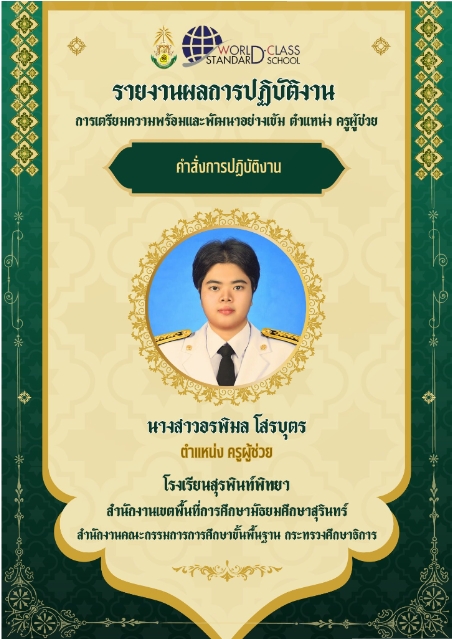 WORLD-CLASS
STANDARD SCHOOL
รายงานผลการปฏิบัติงาน
การเตรียมความพร้อมและพัฒนาอย่างเข้ม ตำแหน่ง ครูผู้ช่วย
คำสั่งการปฏิบัติงาน
นางสาวอรพิมล โสรบุตร
ตำแหน่ง ครูผู้ช่วย
โรงเรียนสุรพินท์พิทยา
สำนักงานเขตพื้นที่การศึกษามัธยมศึกษาสุรินทร์
สำนักงานคณะกรรมการการศึกษาขั้นพื้นฐาน กระทรวงศึกษาธิการ